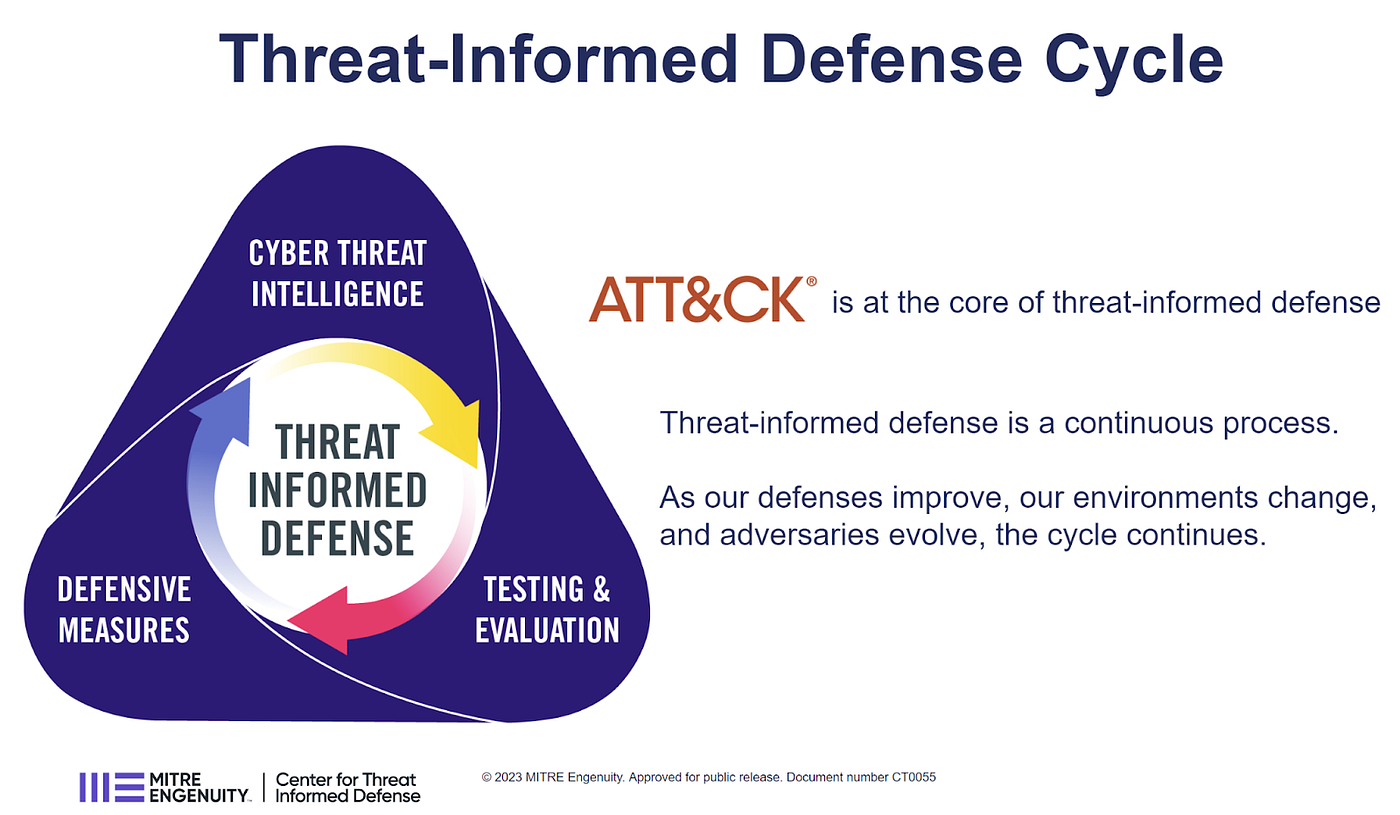 Threat-Informed Defense Cycle
CYBER THREAT
INTELLIGENCE
THREAT
INFORMED
DEFENSE
DEFENSIVE
MEASURES
TESTING &
EVALUATION
ATT&CK® is at the core of threat-informed defense
Threat-informed defense is a continuous process.
As our defenses improve, our environments change,
and adversaries evolve, the cycle continues.
MITRE
ENGENUITY™
Center for Threat
Informed Defense
© 2023 MITRE Engenuity. Approved for public release. Document number CT0055